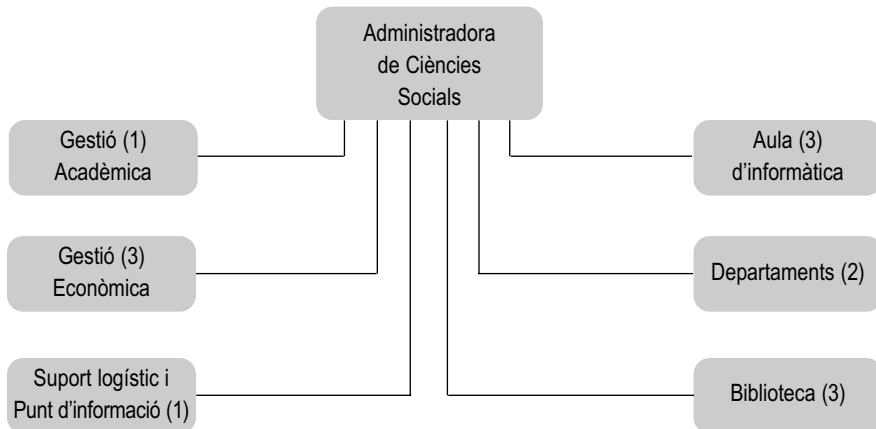 Administradora
de Ciències
Socials
Gestió (1)
Acadèmica
Aula (3)
d'informàtica
Gestió (3)
Econòmica
Departaments (2)
Suport logístic i
Punt d'informació (1)
Biblioteca (3)